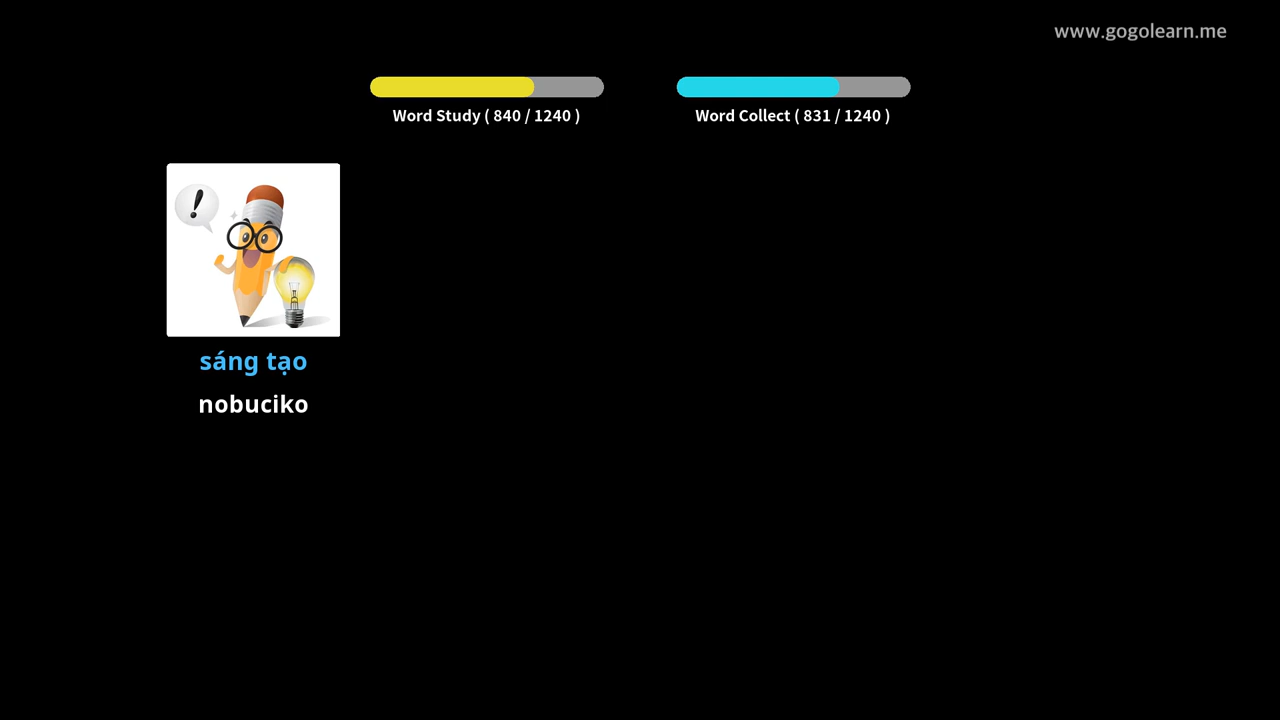 www.gogolearn.me
Word Study ( 840 / 1240 )
Word Collect ( 831 / 1240 )
!
sáng tạo
nobuciko